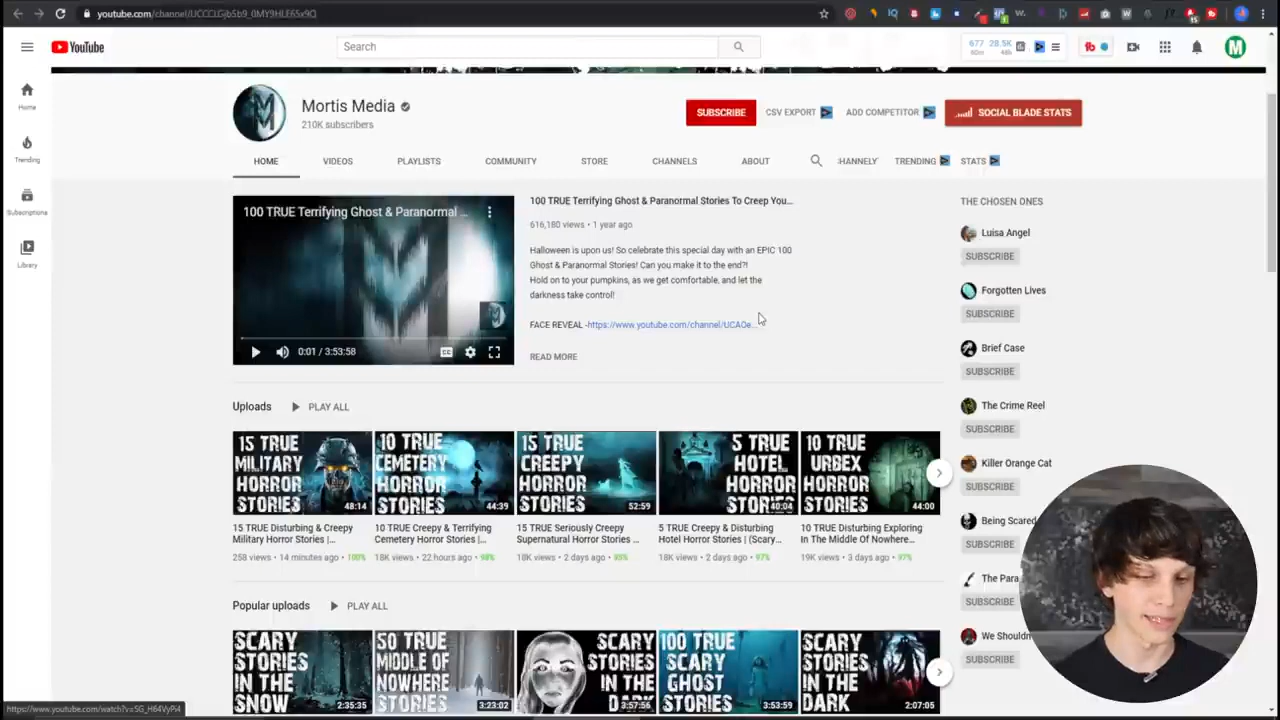 YouTube
Search
677
28.5K
60m
48h
M
Home
Trending
Subscriptions
Library
Mortis Media
210K subscribers
SUBSCRIBE
CSV EXPORT
ADD COMPETITOR
SOCIAL BLADE STATS
HOME
VIDEOS
PLAYLISTS
COMMUNITY
STORE
CHANNELS
ABOUT
HANNELY
TRENDING
STATS
100 TRUE Terrifying Ghost & Paranormal ...
0:01 / 3:53:58
100 TRUE Terrifying Ghost & Paranormal Stories To Creep You...
616,180 views • 1 year ago
Halloween is upon us! So celebrate this special day with an EPIC 100
Ghost & Paranormal Stories! Can you make it to the end?!
Hold on to your pumpkins, as we get comfortable, and let the
darkness take control!
FACE REVEAL -https://www.youtube.com/channel/UCAOe...
READ MORE
THE CHOSEN ONES
Luisa Angel
SUBSCRIBE
Forgotten Lives
SUBSCRIBE
Brief Case
SUBSCRIBE
The Crime Reel
SUBSCRIBE
Killer Orange Cat
SUBSCRIBE
Being Scared
SUBSCRIBE
The Para
SUBSCRIBE
We Shouldn
SUBSCRIBE
Uploads
PLAY ALL
15 TRUE
MILITARY
HORROR
STORIES
48:14
15 TRUE Disturbing & Creepy
Military Horror Stories |...
258 views • 14 minutes ago • 100%
10 TRUE
CEMETERY
HORROR
STORIES
44:39
10 TRUE Creepy & Terrifying
Cemetery Horror Stories |...
18K views • 22 hours ago • 98%
15 TRUE
CREEPY
HORROR
STORIES
52:59
15 TRUE Seriously Creepy
Supernatural Horror Stories ...
18K views • 2 days ago • 98%
5 TRUE
HOTEL
HORROR
STORIES
40:04
5 TRUE Creepy & Disturbing
Hotel Horror Stories | (Scary...
18K views • 2 days ago • 97%
10 TRUE
URBEX
HORROR
STORIES
44:00
10 TRUE Disturbing Exploring
In The Middle Of Nowhere...
19K views • 3 days ago • 97%
Popular uploads
PLAY ALL
SCARY
STORIES
IN THE
SNOW
2:35:35
50 TRUE
MIDDLE OF
NOWHERE
STORIES
3:23:02
SCARY
STORIES
IN THE
3:57:56
100 TRUE
SCARY
GHOST
STORIES
3:53:59
SCARY
STORIES
IN THE
DARK
2:07:05